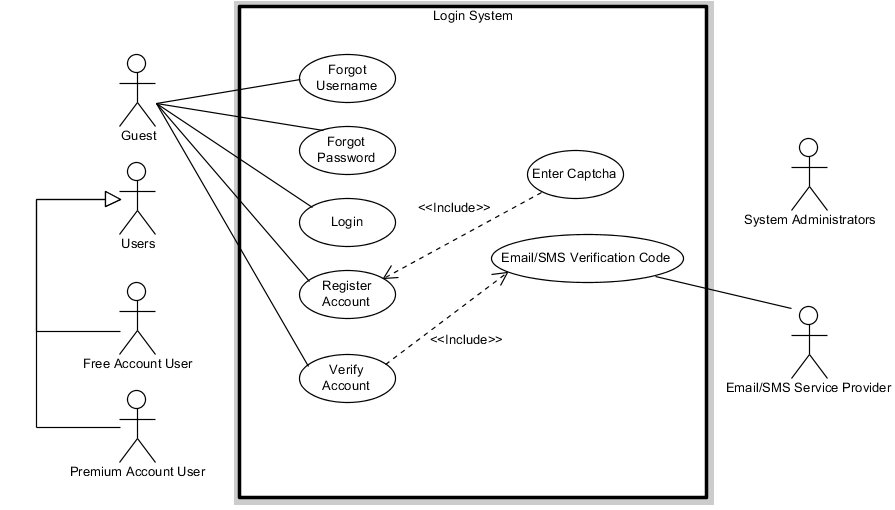 Login System
Forgot
Username
Guest
Forgot
Password
Enter Captcha
<<Include>>
System Administrators
Login
Users
Email/SMS Verification Code
Register
Account
<<Include>>
Free Account User
Verify
Account
Email/SMS Service Provider
Premium Account User